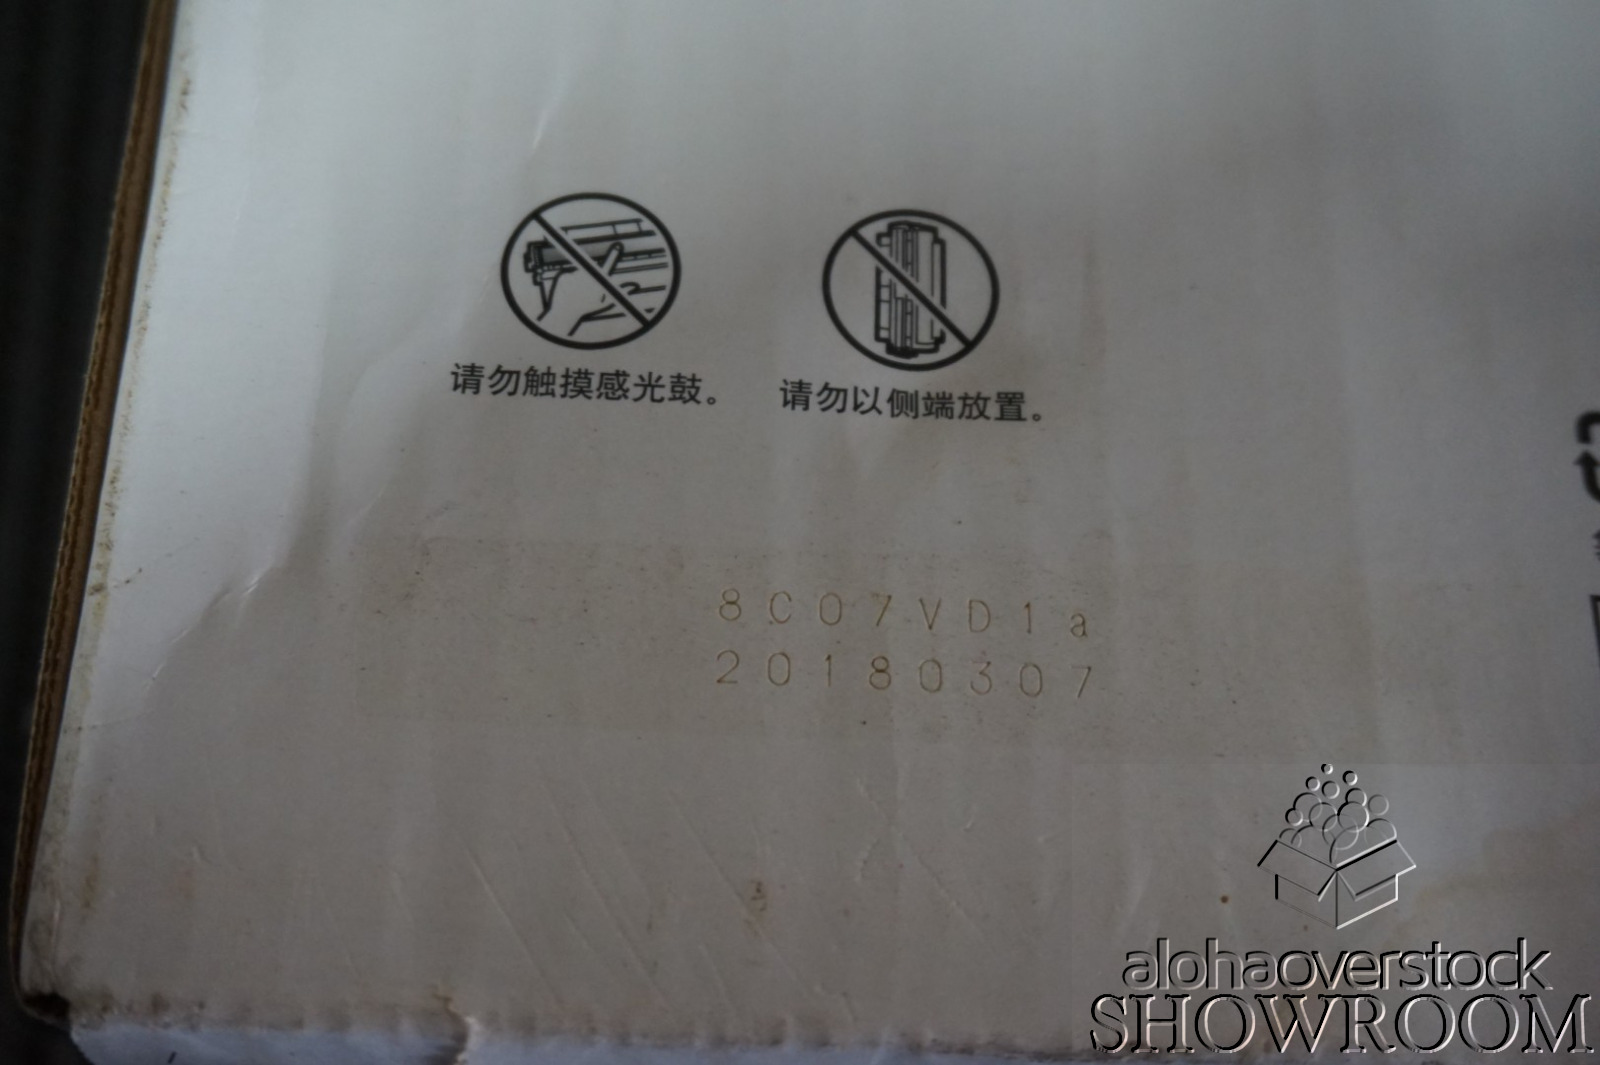 请勿触摸感光鼓。 请勿以侧端放置。
8C07VD1a
20180307
alohaoverstock
SHOWROOM